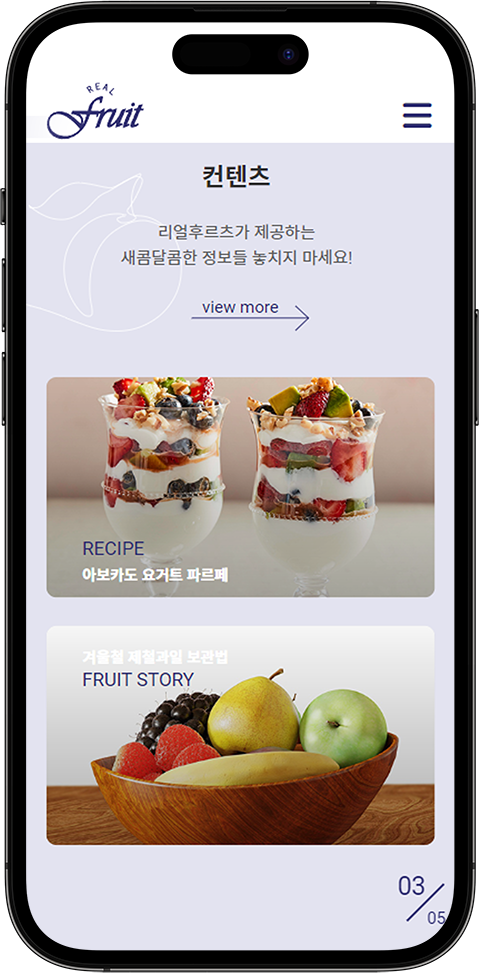 REAL
Fruit
컨텐츠
리얼후르츠가 제공하는
새콤달콤한 정보들 놓치지 마세요!
view more
RECIPE
아보카도 요거트 파르페
겨울철 제철과일 보관법
FRUIT STORY
03
05